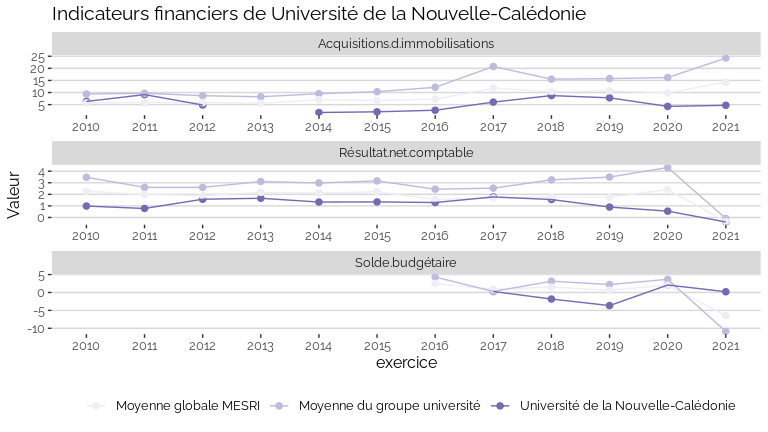 Indicateurs financiers de Université de la Nouvelle-Calédonie
Acquisitions.d.immobilisations
25
20
15
10
5
2010 2011 2012 2013 2014 2015 2016 2017 2018 2019 2020 2021
Résultat.net.comptable
4
3
2
1
0
2010 2011 2012 2013 2014 2015 2016 2017 2018 2019 2020 2021
Solde.budgétaire
5
0
-5
-10
2010 2011 2012 2013 2014 2015 2016 2017 2018 2019 2020 2021
Valeur
exercice
Moyenne globale MESRI Moyenne du groupe université Université de la Nouvelle-Calédonie